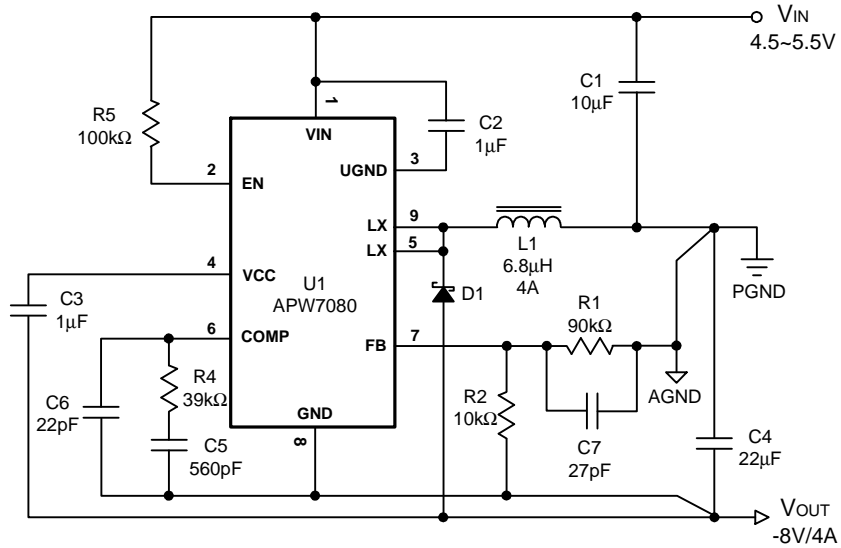 VIN
4.5~5.5V
C1
10μF
R5
100kΩ
1
VIN
C2
1μF
2
EN
3
UGND
LX
9
LX
5
L1
6.8μH
4A
PGND
4
VCC
U1
APW7080
D1
C3
1μF
6
COMP
FB
7
R1
90kΩ
AGND
R4
39kΩ
C6
22pF
R2
10kΩ
GND
8
C5
560pF
C7
27pF
C4
22μF
VOUT
-8V/4A